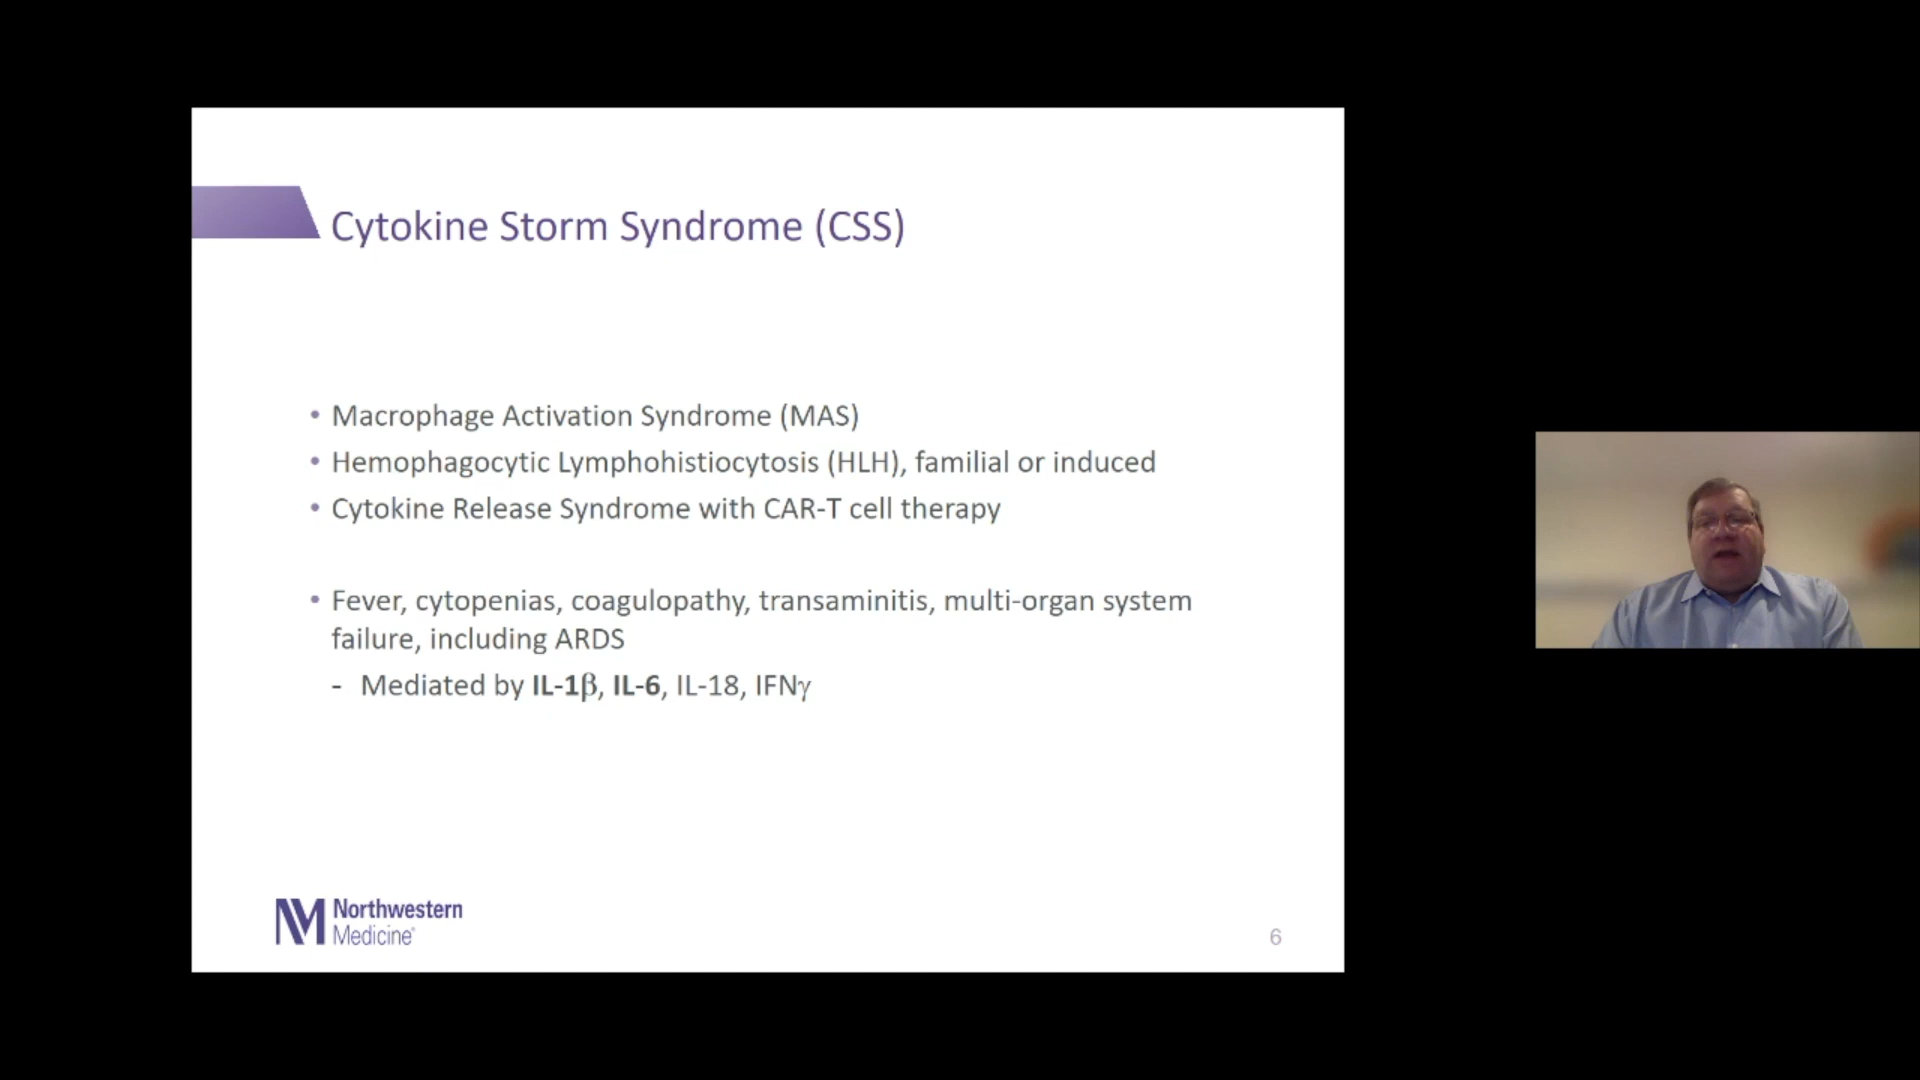 Cytokine Storm Syndrome (CSS)
• Macrophage Activation Syndrome (MAS)
• Hemophagocytic Lymphohistiocytosis (HLH), familial or induced
• Cytokine Release Syndrome with CAR-T cell therapy
• Fever, cytopenias, coagulopathy, transaminitis, multi-organ system
failure, including ARDS
- Mediated by IL-1β, IL-6, IL-18, IFNγ
Northwestern
Medicine®
6